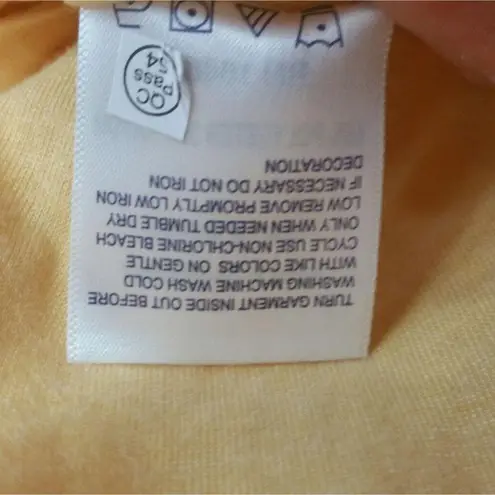 TURN GARMENT INSIDE OUT BEFORE
WASHING MACHINE WASH COLD
WITH LIKE COLORS ON GENTLE
CYCLE USE NON-CHLORINE BLEACH
ONLY WHEN NEEDED TUMBLE DRY
LOW REMOVE PROMPTLY LOW IRON
IF NECESSARY DO NOT IRON
DECORATION
QC
Pass